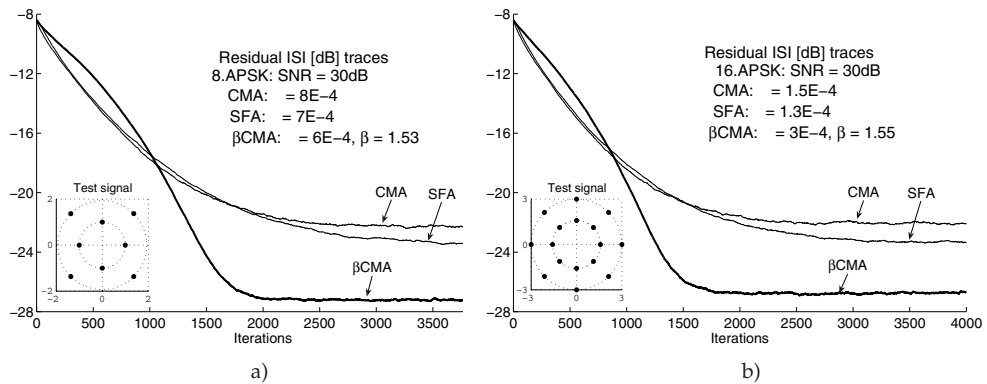 −8
−12
−16
−20
−24
−28
0
500
1000
1500
2000
2500
3000
3500
Iterations
Residual ISI [dB] traces
8.APSK: SNR = 30dB
CMA: = 8E−4
SFA: = 7E−4
βCMA: = 6E−4, β = 1.53
CMA
SFA
βCMA
Test signal
2
0
−2
−2
0
2
a)
−8
−12
−16
−20
−24
−28
0
500
1000
1500
2000
2500
3000
3500
4000
Iterations
Residual ISI [dB] traces
16.APSK: SNR = 30dB
CMA: = 1.5E−4
SFA: = 1.3E−4
βCMA: = 3E−4, β = 1.55
CMA
SFA
βCMA
Test signal
3
0
−3
−3
0
3
b)